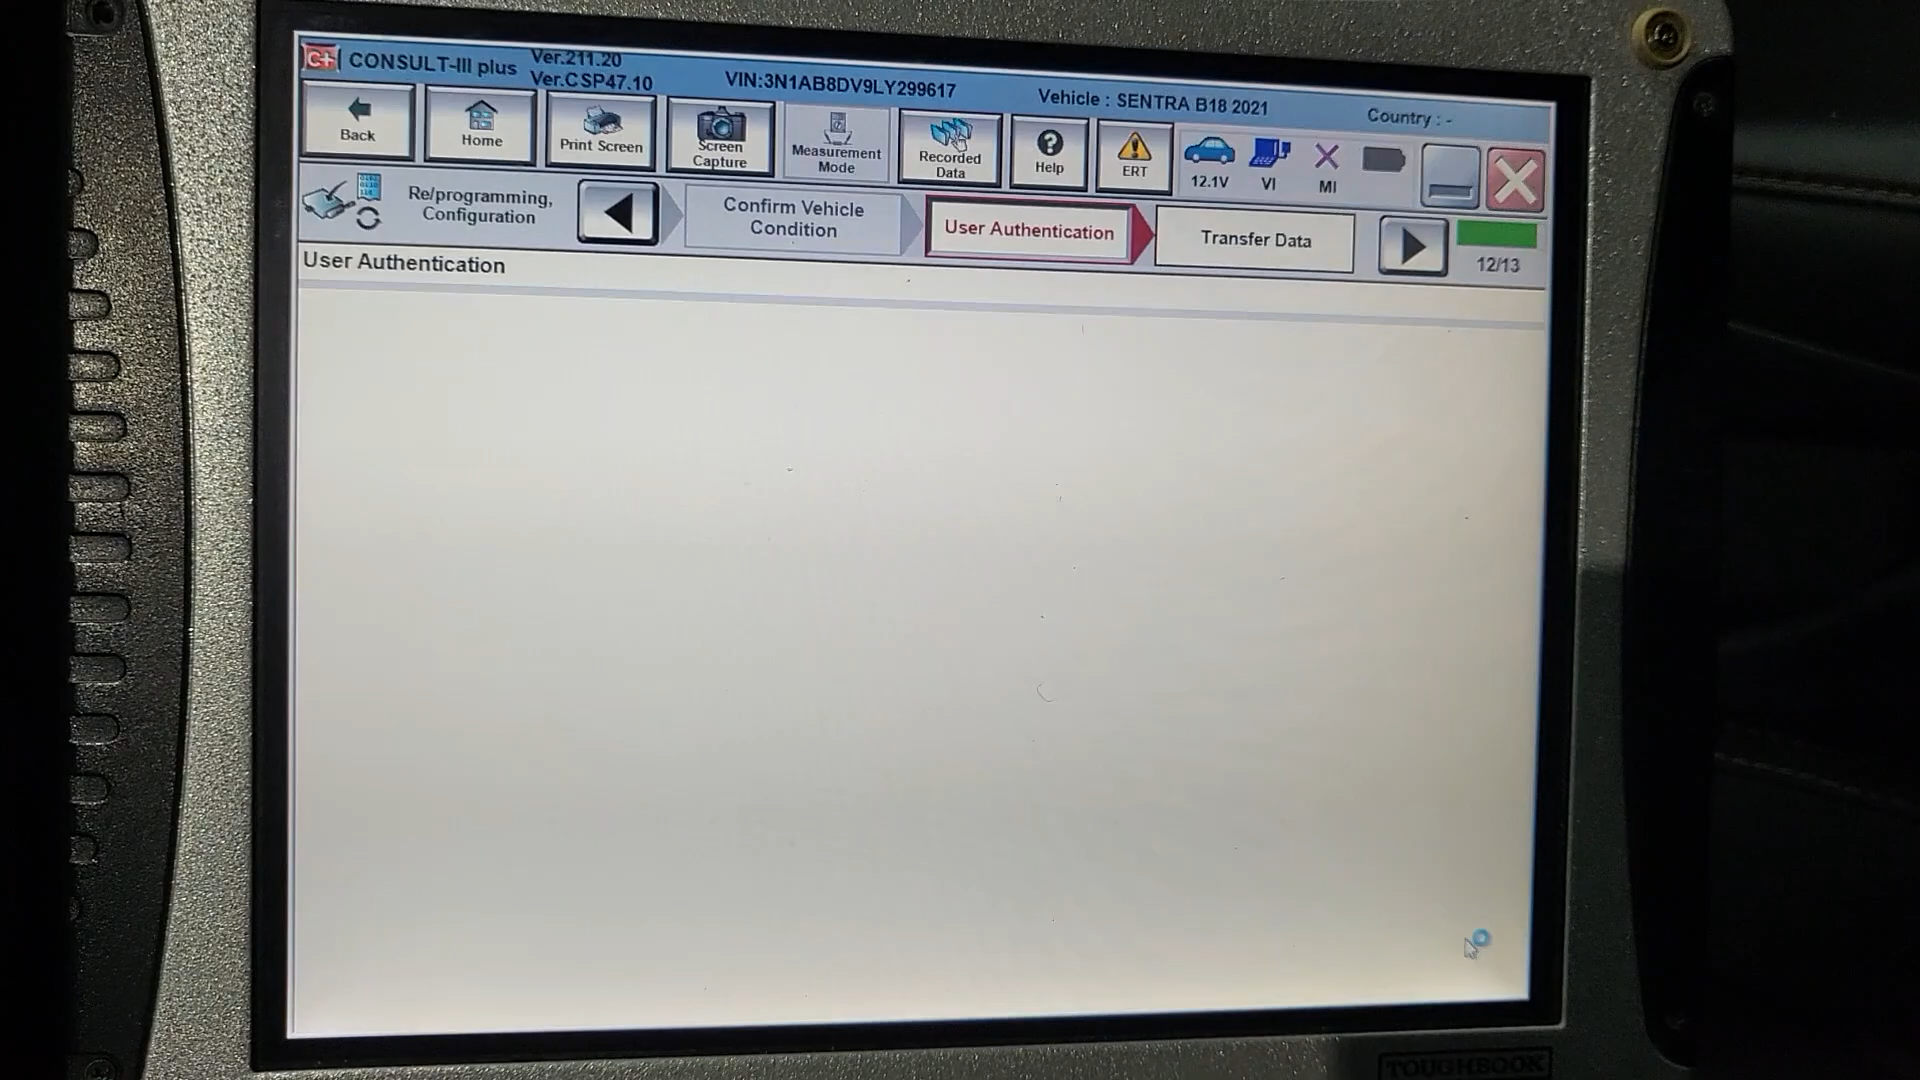 C+ CONSULT-III plus
Ver.211.20
Ver.CSP47.10
VIN:3N1AB8DV9LY299617
Vehicle : SENTRA B18 2021
Country : -
Back
Home
Print Screen
Screen
Capture
Measurement
Mode
Recorded
Data
Help
ERT
12.1V
VI
MI
Re/programming,
Configuration
Confirm Vehicle
Condition
User Authentication
Transfer Data
12/13
User Authentication
TOUGHBOOK